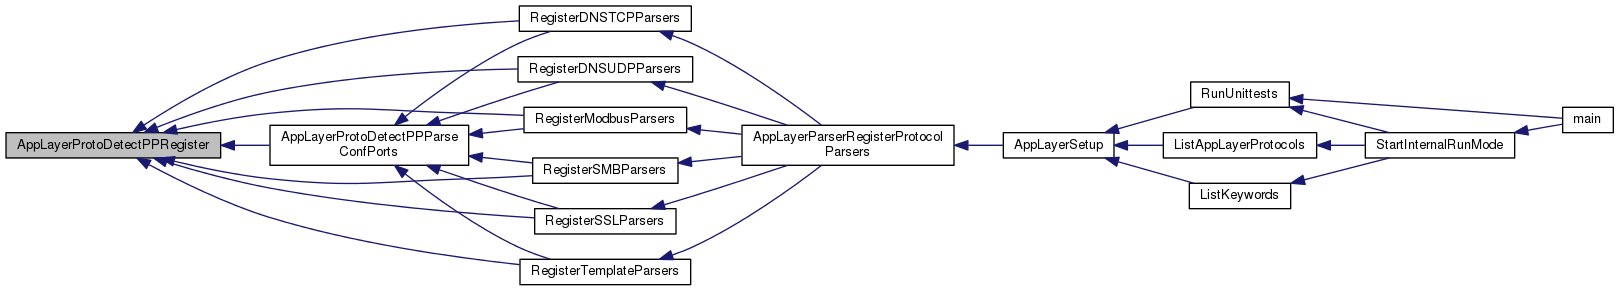 AppLayerProtoDetectPPRegister
AppLayerProtoDetectPPParse
ConfPorts
RegisterDNSTCPParsers
RegisterDNSUDPParsers
RegisterModbusParsers
RegisterSMBParsers
RegisterSSLParsers
RegisterTemplateParsers
AppLayerParserRegisterProtocol
Parsers
AppLayerSetup
RunUnittests
ListAppLayerProtocols
ListKeywords
StartInternalRunMode
main